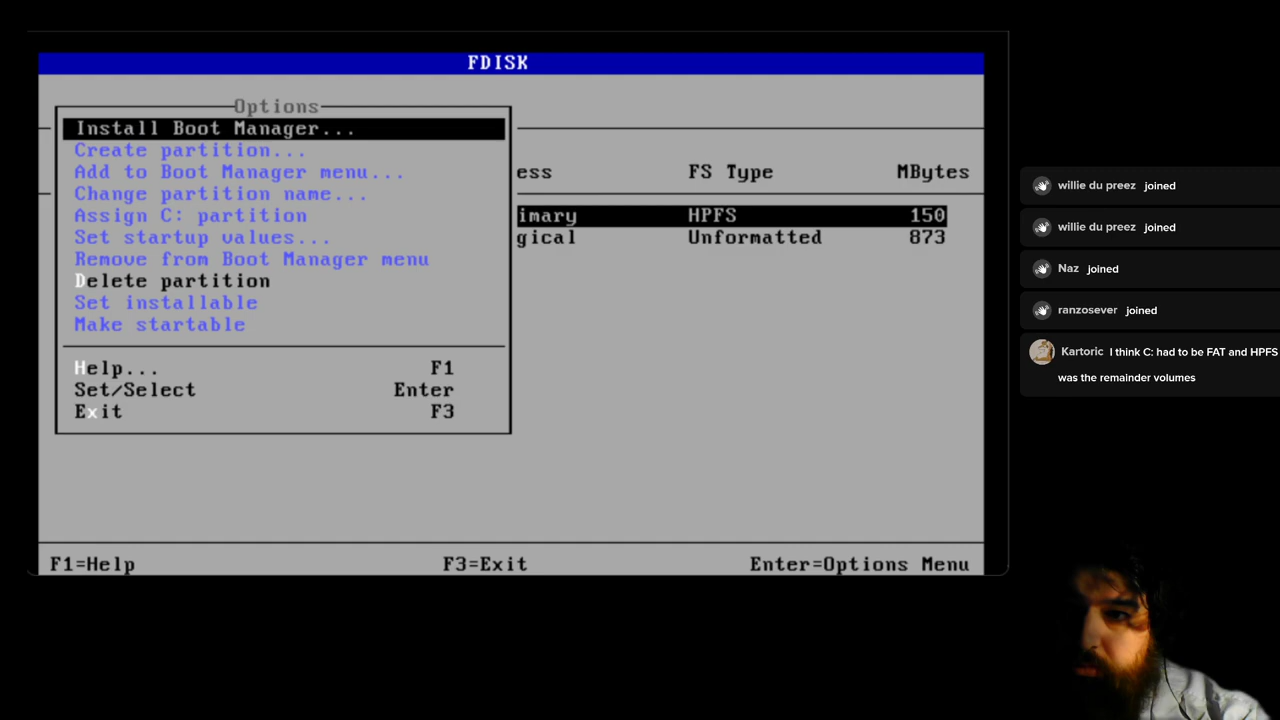 FDISK
Options
Install Boot Manager...
Create partition...
Add to Boot Manager menu...
Change partition name...
Assign C: partition
Set startup values...
Remove from Boot Manager menu
Delete partition
Set installable
Make startable
Help... F1
Set/Select Enter
Exit F3
ess FS Type MBytes
imary HPFS 150
gical Unformatted 873
F1=Help F3=Exit Enter=Options Menu
willie du preez joined
willie du preez joined
Naz joined
ranzosever joined
Kartoric I think C: had to be FAT and HPFS
was the remainder volumes